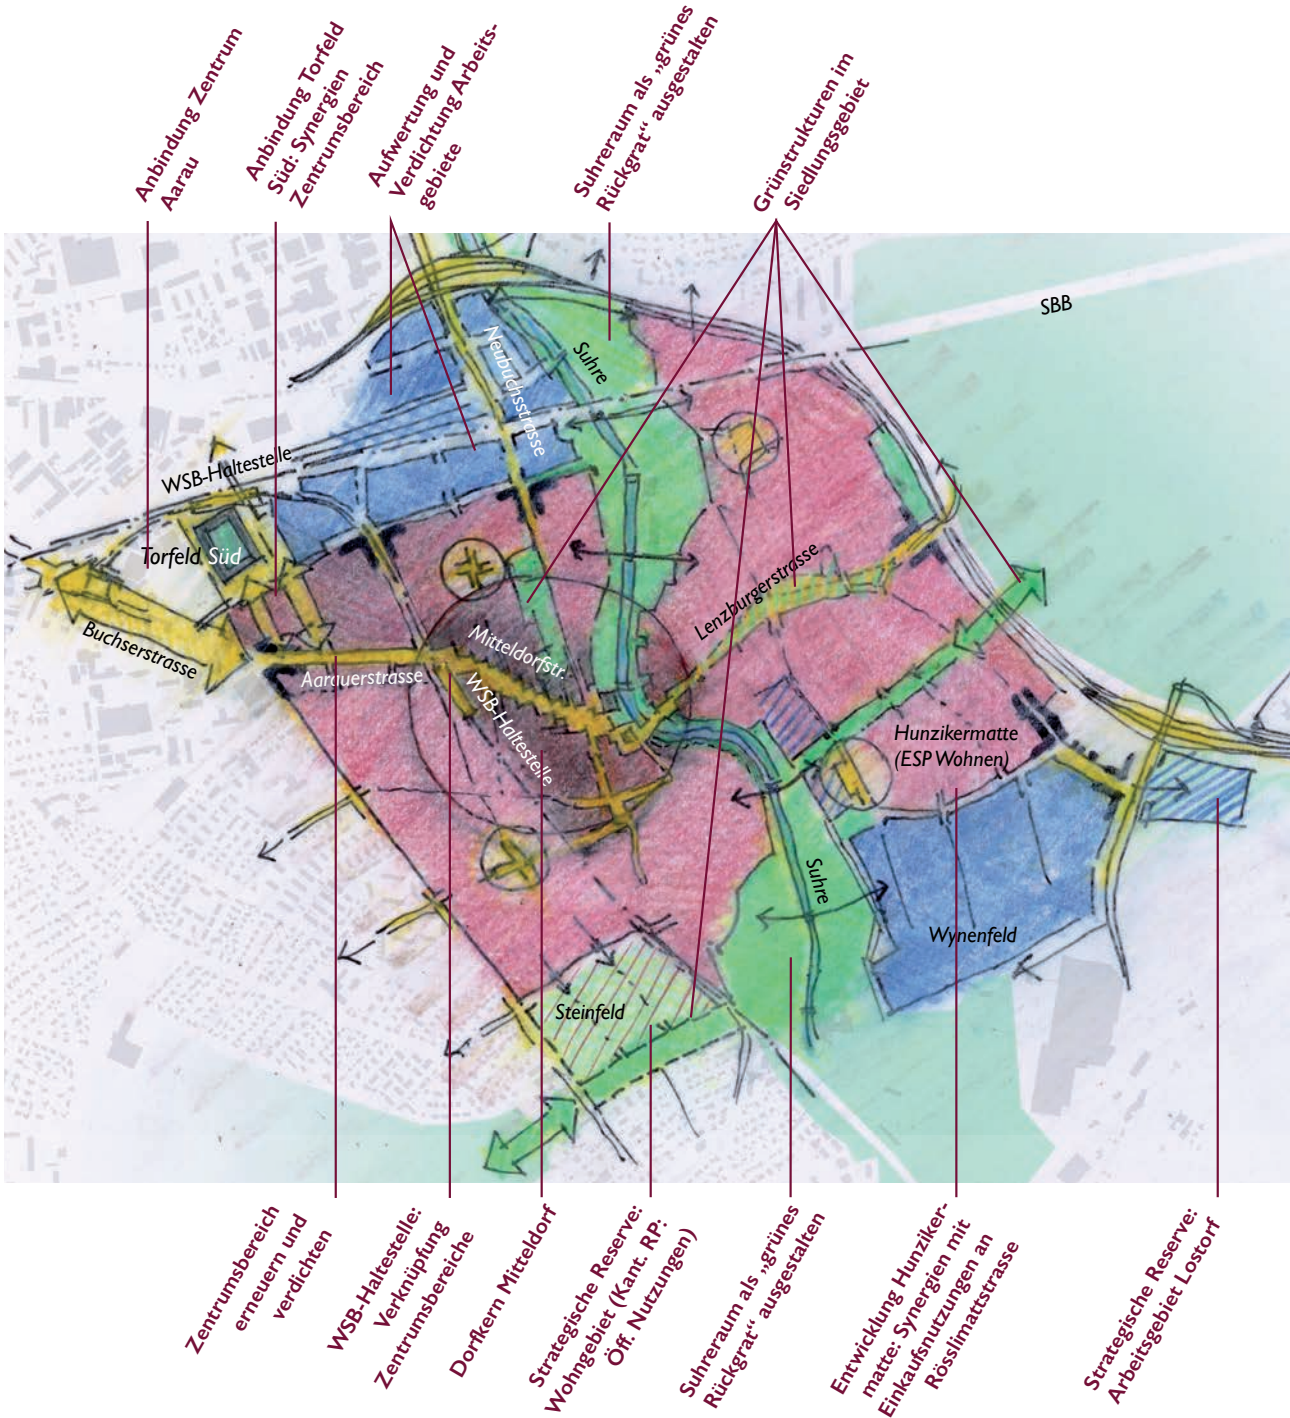 Anbindung Zentrum
Aarau
Anbindung Torfeld
Süd: Synergien
Zentrumsbereich
Aufwertung und
Verdichtung Arbeits-
gebiete
Suhreraum als „grünes
Rückgrat“ ausgestalten
Grünstrukturen im
Siedlungsgebiet
SBB
Neubuchsstrasse
Suhre
WSB-Haltestelle
Torfeld Süd
Buchserstrasse
Lenzburgerstrasse
Mitteldorfstr.
Aarauerstrasse
WSB-Haltestelle
Hunzikermatte
(ESP Wohnen)
Suhre
Wynenfeld
Steinfeld
Zentrumsbereich
erneuern und
verdichten
WSB-Haltestelle:
Verknüpfung
Zentrumsbereiche
Dorfkern Mitteldorf
Strategische Reserve:
Wohngebiet (Kant. RP:
Öff. Nutzungen)
Suhreraum als „grünes
Rückgrat“ ausgestalten
Entwicklung Hunziker-
matte: Synergien mit
Einkaufsnutzungen an
Rösslimattstrasse
Strategische Reserve:
Arbeitsgebiet Lostorf